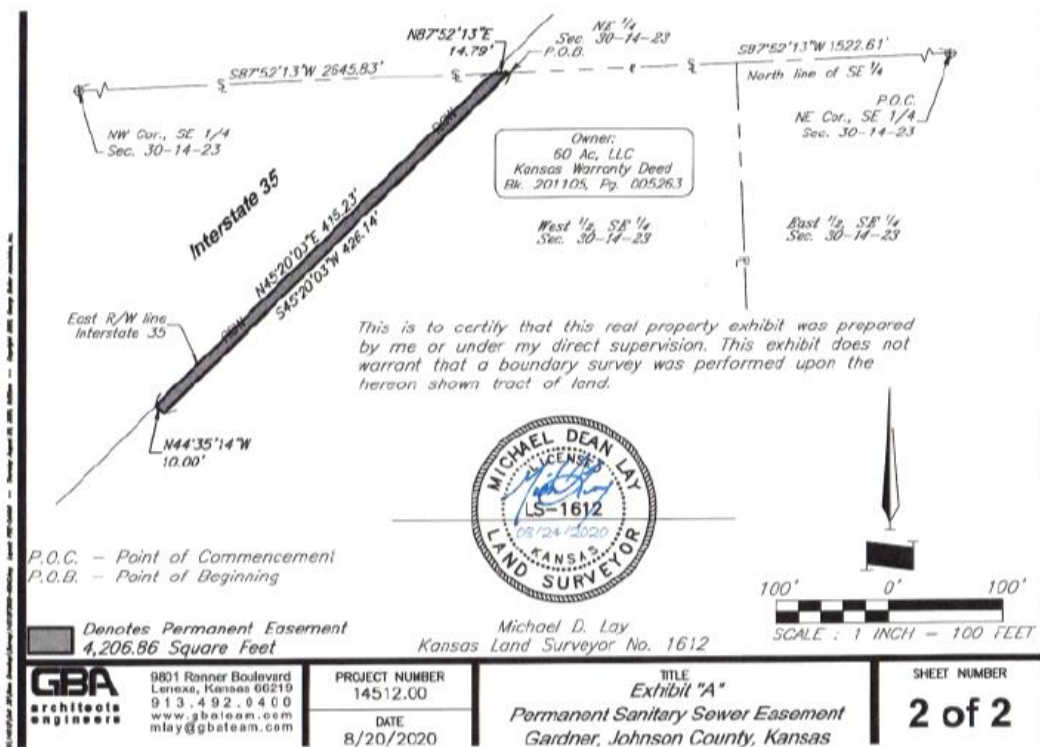 N87°52'13"E
14.79'
NE 1/4
Sec. 30-14-23
P.O.B.
S87°52'13"W 2645.83'
S87°52'13"W 1522.61'
North line of SE 1/4
P.O.C.
NE Cor., SE 1/4
Sec. 30-14-23
NW Cor., SE 1/4
Sec. 30-14-23
Owner:
60 Ac, LLC
Kansas Warranty Deed
Bk. 201105, Pg. 005263
Interstate 35
ROW
N45°20'03"E 415.23'
S45°20'03"W 426.14'
ROW
West 1/2, SE 1/4
Sec. 30-14-23
East 1/2, SE 1/4
Sec. 30-14-23
East R/W line
Interstate 35
This is to certify that this real property exhibit was prepared
by me or under my direct supervision. This exhibit does not
warrant that a boundary survey was performed upon the
hereon shown tract of land.
N44°35'14"W
10.00'
MICHAEL DEAN LAY
LICENSED
LS-1612
08/24/2020
KANSAS
LAND SURVEYOR
P.O.C. - Point of Commencement
P.O.B. - Point of Beginning
100' 0' 100'
SCALE : 1 INCH = 100 FEET
Denotes Permanent Easement
4,206.86 Square Feet
Michael D. Lay
Kansas Land Surveyor No. 1612
GBA
architects
engineers
9801 Renner Boulevard
Lenexa, Kansas 66219
913.492.0400
www.gbateam.com
mlay@gbateam.com
PROJECT NUMBER
14512.00
DATE
8/20/2020
TITLE
Exhibit "A"
Permanent Sanitary Sewer Easement
Gardner, Johnson County, Kansas
SHEET NUMBER
2 of 2